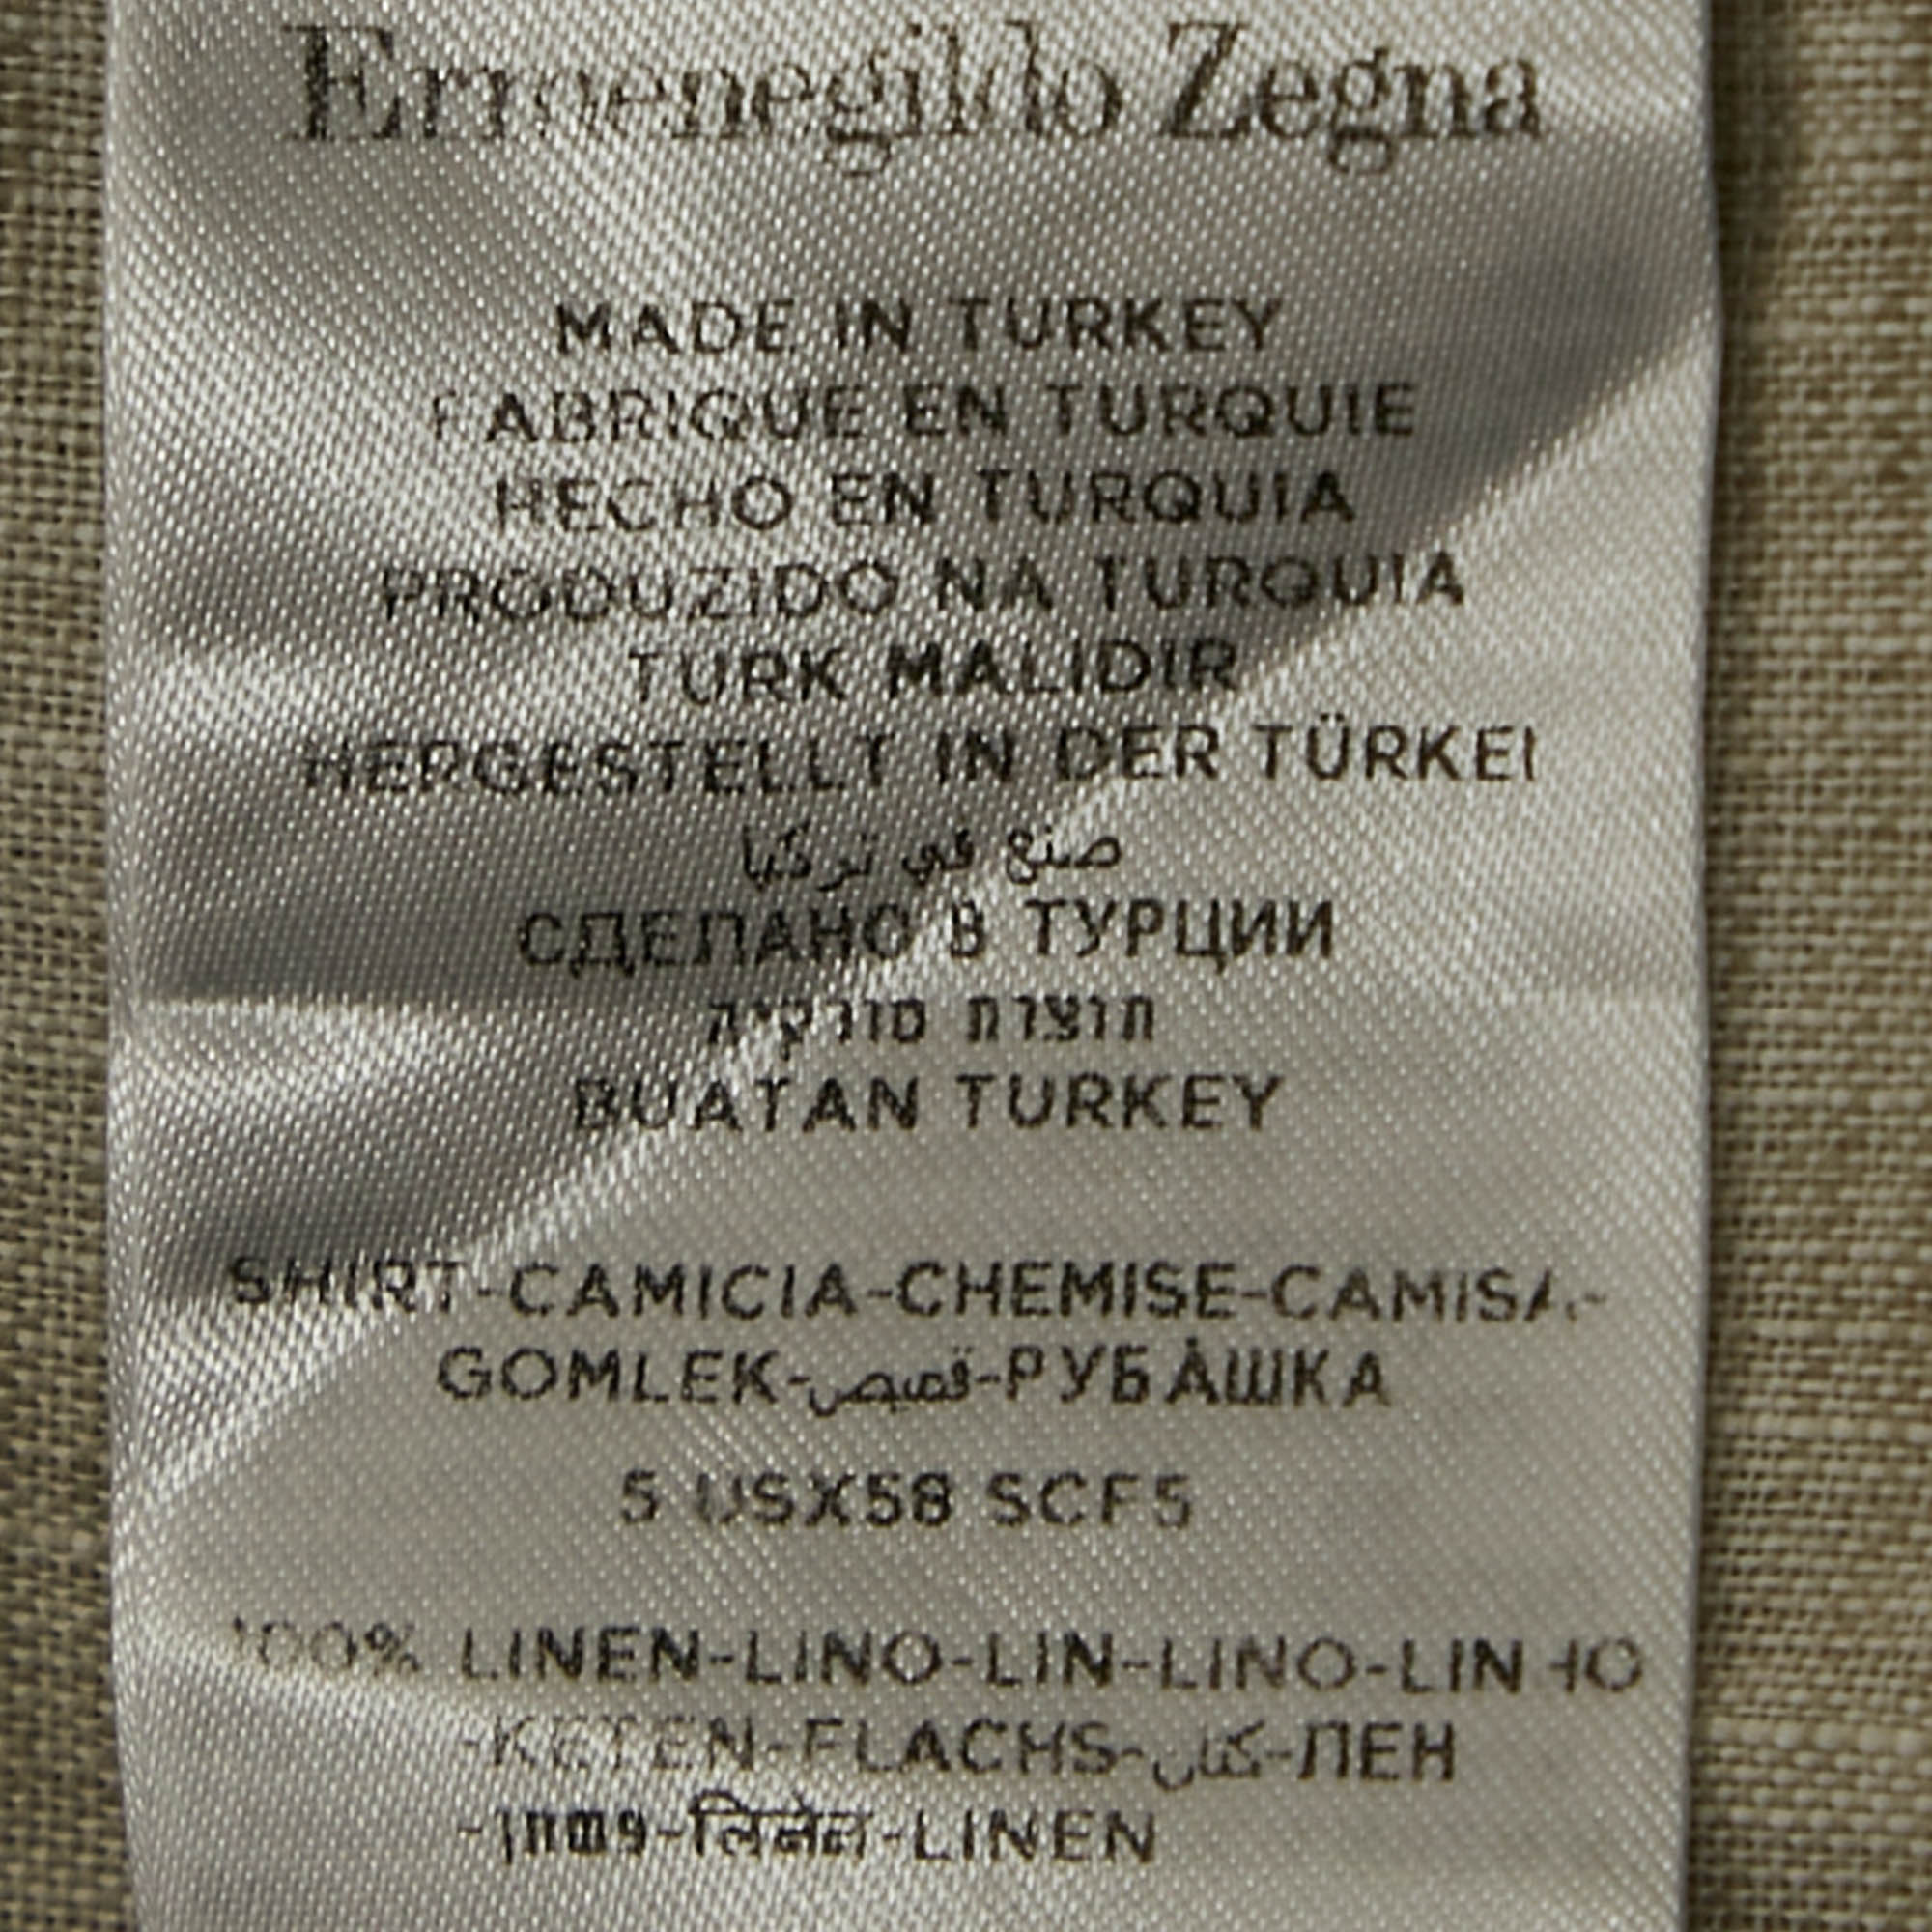 Ermenegildo Zegna
MADE IN TURKEY
FABRIQUE EN TURQUIE
HECHO EN TURQUIA
PRODUZIDO NA TURQUIA
TURK MALIDIR
HERGESTELLT IN DER TÜRKEI
صنع في تركيا
СДЕЛАНО В ТУРЦИИ
תוצרת טורקיה
BUATAN TURKEY
SHIRT-CAMICIA-CHEMISE-CAMISA-
GOMLEK-قميص-РУБАШКА
5 USX58 SCF5
100% LINEN-LINO-LIN-LINO-LINHO
-KETEN-FLACHS-كتان-ЛЕН
-פשתן-लिनेन-LINEN